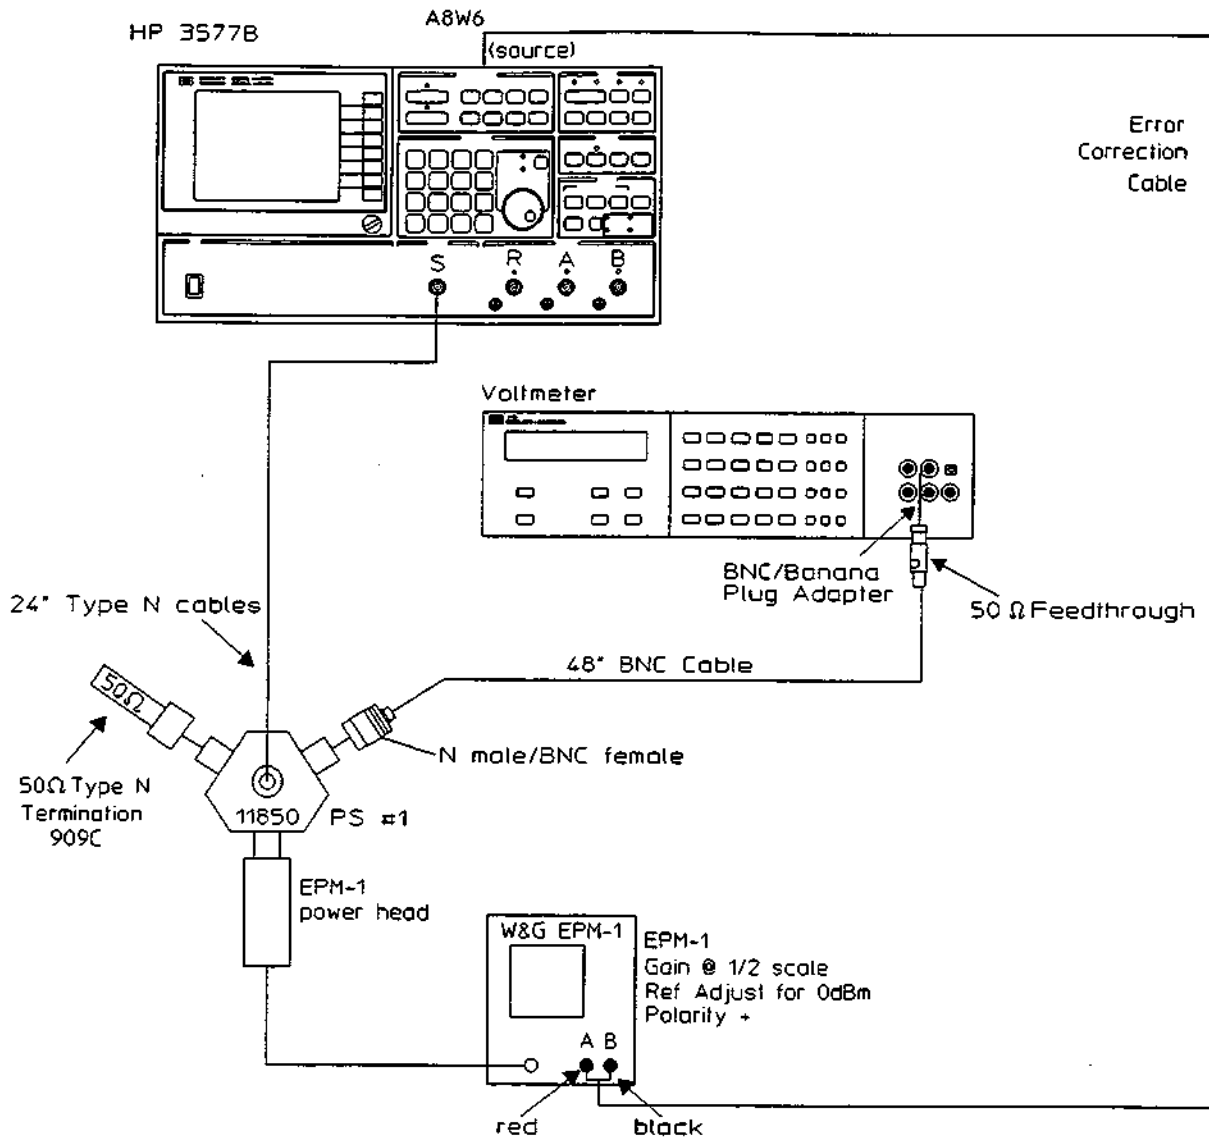 HP 3577B
A8W6
(source)
Error
Correction
Cable
S
R
A
B
Voltmeter
BNC/Banana
Plug Adapter
50 Ω Feedthrough
24" Type N cables
48" BNC Cable
50Ω
N male/BNC female
50Ω Type N
Termination
909C
11850
PS #1
EPM-1
power head
W&G EPM-1
EPM-1
Gain @ 1/2 scale
Ref Adjust for 0dBm
Polarity +
A B
red
black